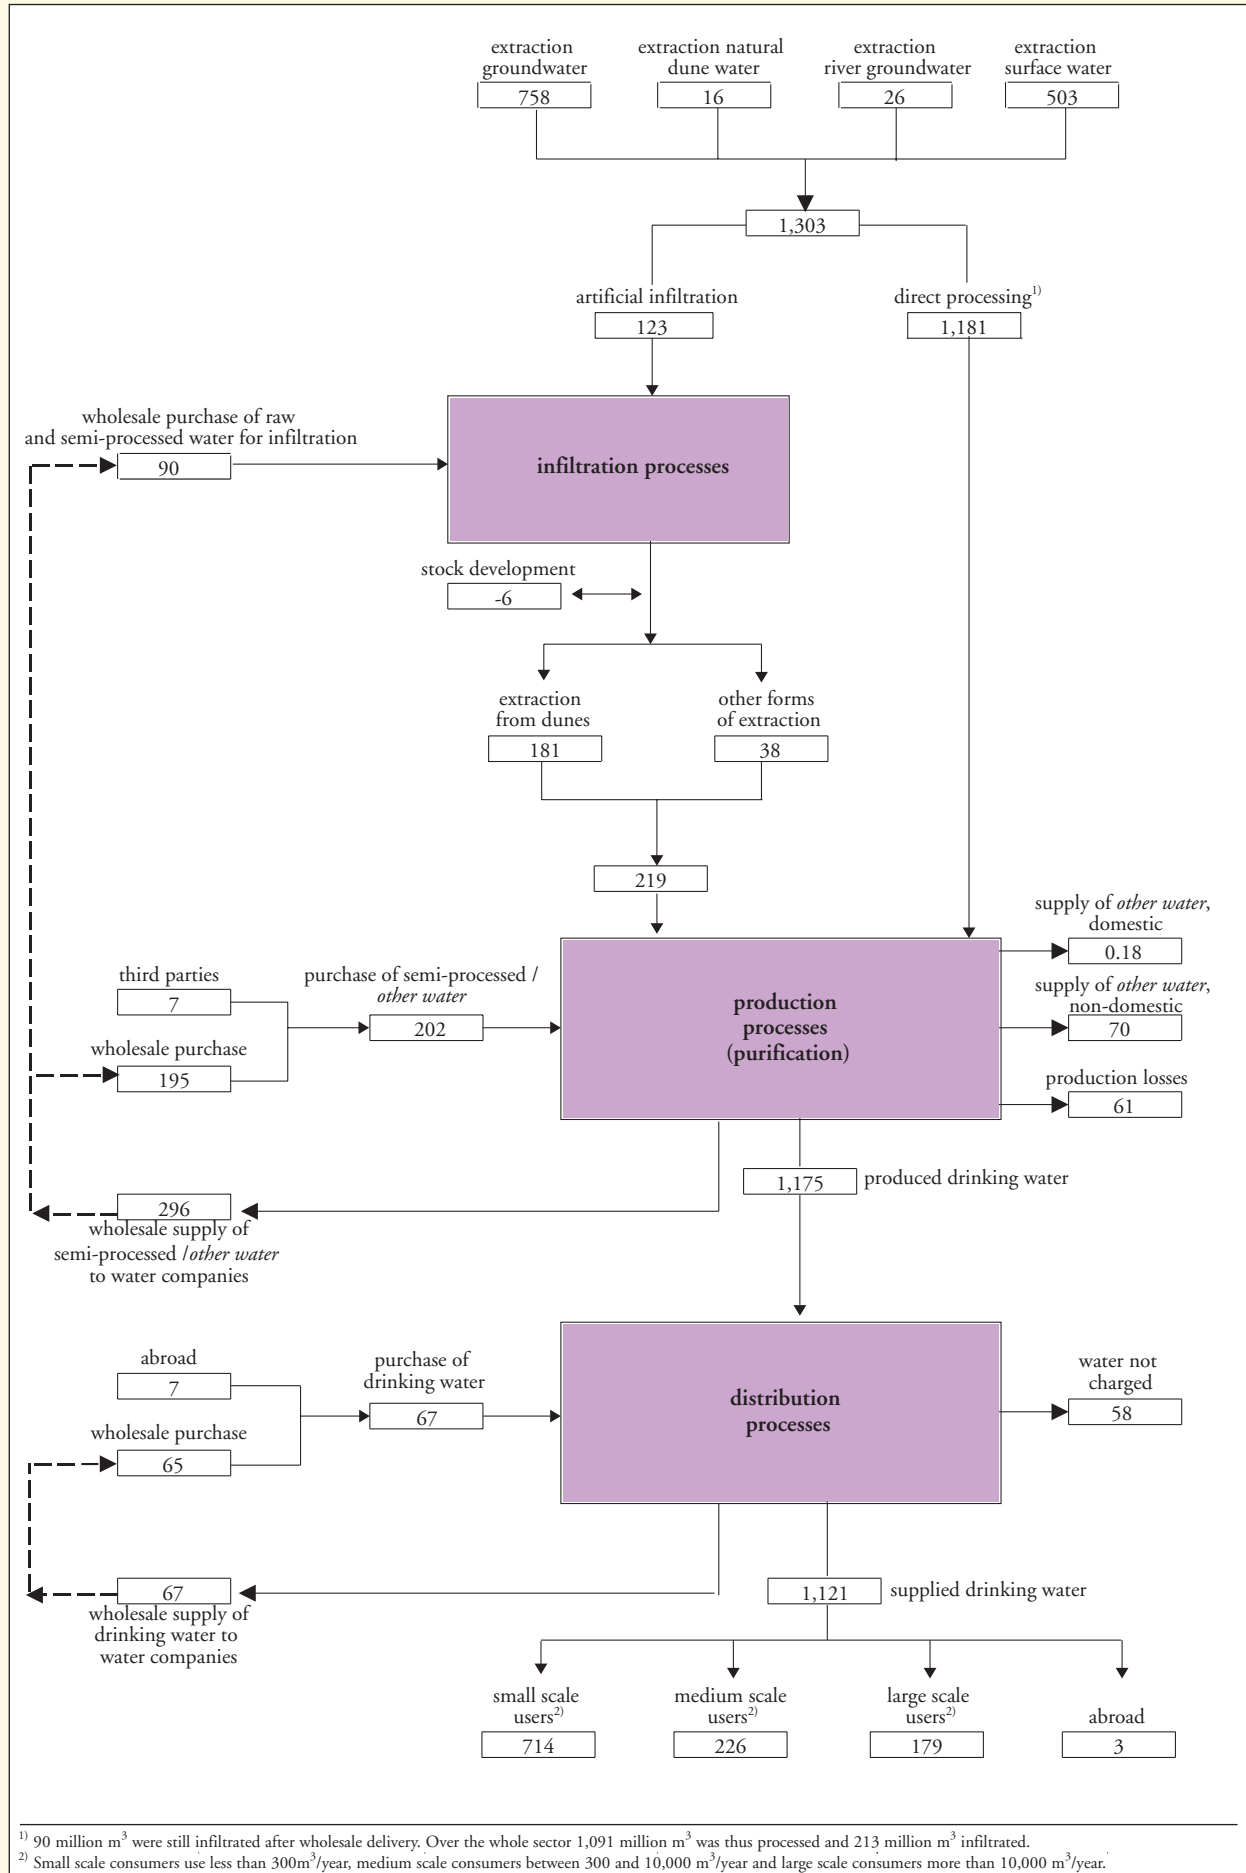 extraction
groundwater
758
extraction natural
dune water
16
extraction
river groundwater
26
extraction
surface water
503
1,303
artificial infiltration
123
direct processing1)
1,181
wholesale purchase of raw
and semi-processed water for infiltration
90
infiltration processes
stock development
-6
extraction
from dunes
181
other forms
of extraction
38
219
supply of other water,
domestic
0.18
third parties
7
purchase of semi-processed /
other water
202
wholesale purchase
195
production
processes
(purification)
supply of other water,
non-domestic
70
production losses
61
1,175
produced drinking water
296
wholesale supply of
semi-processed /other water
to water companies
abroad
7
purchase of
drinking water
67
wholesale purchase
65
distribution
processes
water not
charged
58
67
wholesale supply of
drinking water to
water companies
1,121
supplied drinking water
small scale
users2)
714
medium scale
users2)
226
large scale
users2)
179
abroad
3
1) 90 million m3 were still infiltrated after wholesale delivery. Over the whole sector 1,091 million m3 was thus processed and 213 million m3 infiltrated.
2) Small scale consumers use less than 300m3/year, medium scale consumers between 300 and 10,000 m3/year and large scale consumers more than 10,000 m3/year.